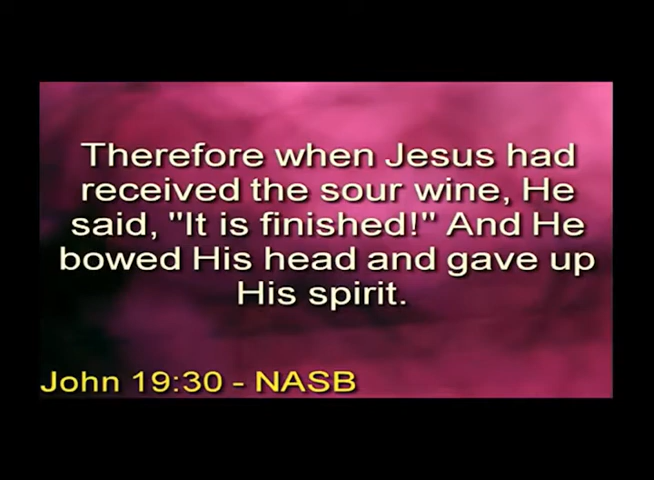 Therefore when Jesus had
received the sour wine, He
said, "It is finished!" And He
bowed His head and gave up
His spirit.
John 19:30 - NASB